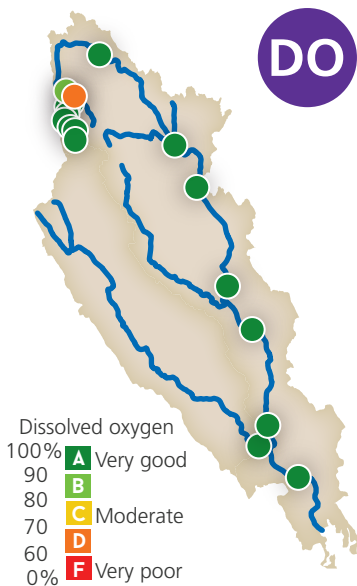 DO
Dissolved oxygen
100%
A Very good
90
B
80
C Moderate
70
D
60
F Very poor
0%